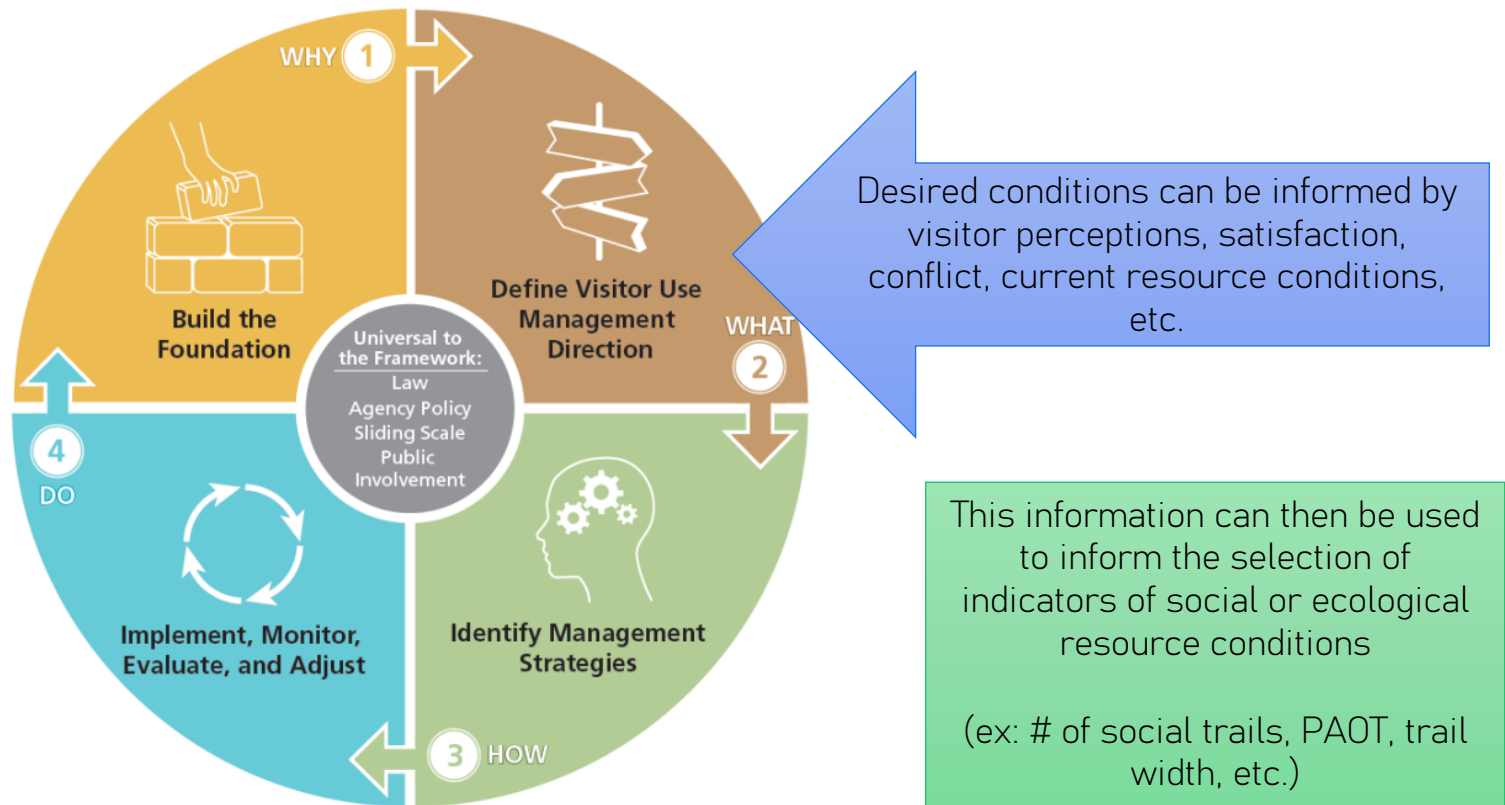 WHY 1
Build the
Foundation
Define Visitor Use
Management
Direction
WHAT
2
Universal to
the Framework:
Law
Agency Policy
Sliding Scale
Public
Involvement
4
DO
Implement, Monitor,
Evaluate, and Adjust
Identify Management
Strategies
3 HOW
Desired conditions can be informed by
visitor perceptions, satisfaction,
conflict, current resource conditions,
etc.
This information can then be used
to inform the selection of
indicators of social or ecological
resource conditions
(ex: # of social trails, PAOT, trail
width, etc.)